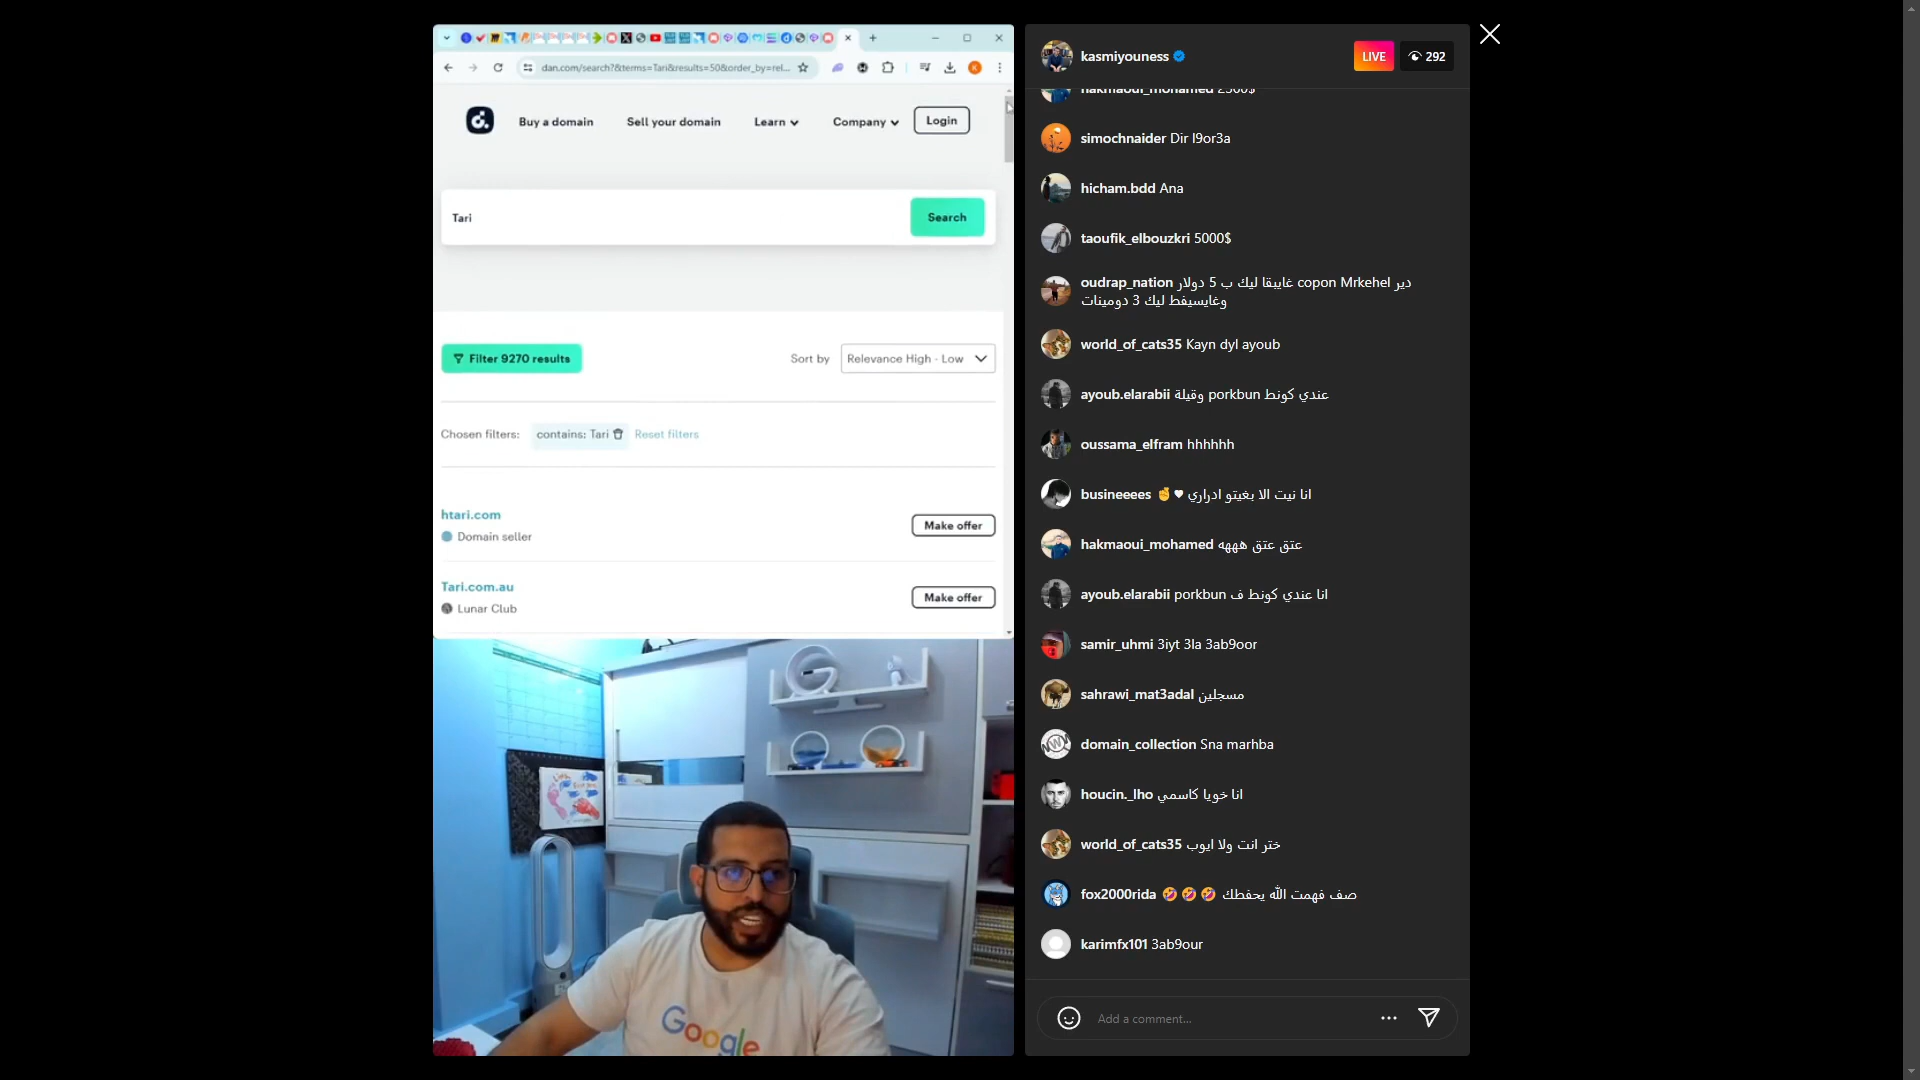 dan.com/search?&terms=Tari&results=50&order_by=rel...
Buy a domain
Sell your domain
Learn
Company
Login
Tari
Search
Filter 9270 results
Sort by
Relevance High - Low
Chosen filters:
contains: Tari
Reset filters
htari.com
Domain seller
Make offer
Tari.com.au
Lunar Club
Make offer
Google
kasmiyouness
LIVE
292
hakmaoui_mohamed 2500$
simochnaider Dir l9or3a
hicham.bdd Ana
taoufik_elbouzkri 5000$
oudrap_nation دير copon Mrkehel غايبقا ليك ب 5 دولار
وغايسيفط ليك 3 دومينات
world_of_cats35 Kayn dyl ayoub
ayoub.elarabii عندي كونط porkbun وقيلة
oussama_elfram hhhhhh
busineeees ✌♥ انا نيت الا بغيتو ادراري
hakmaoui_mohamed عتق عتق هههه
ayoub.elarabii انا عندي كونط ف porkbun
samir_uhmi 3iyt 3la 3ab9oor
sahrawi_mat3adal مسجلين
domain_collection Sna marhba
houcin._lho انا خويا كاسمي
world_of_cats35 ختر انت ولا ايوب
fox2000rida 🤣🤣🤣 صف فهمت الله يحفطك
karimfx101 3ab9our
Add a comment...